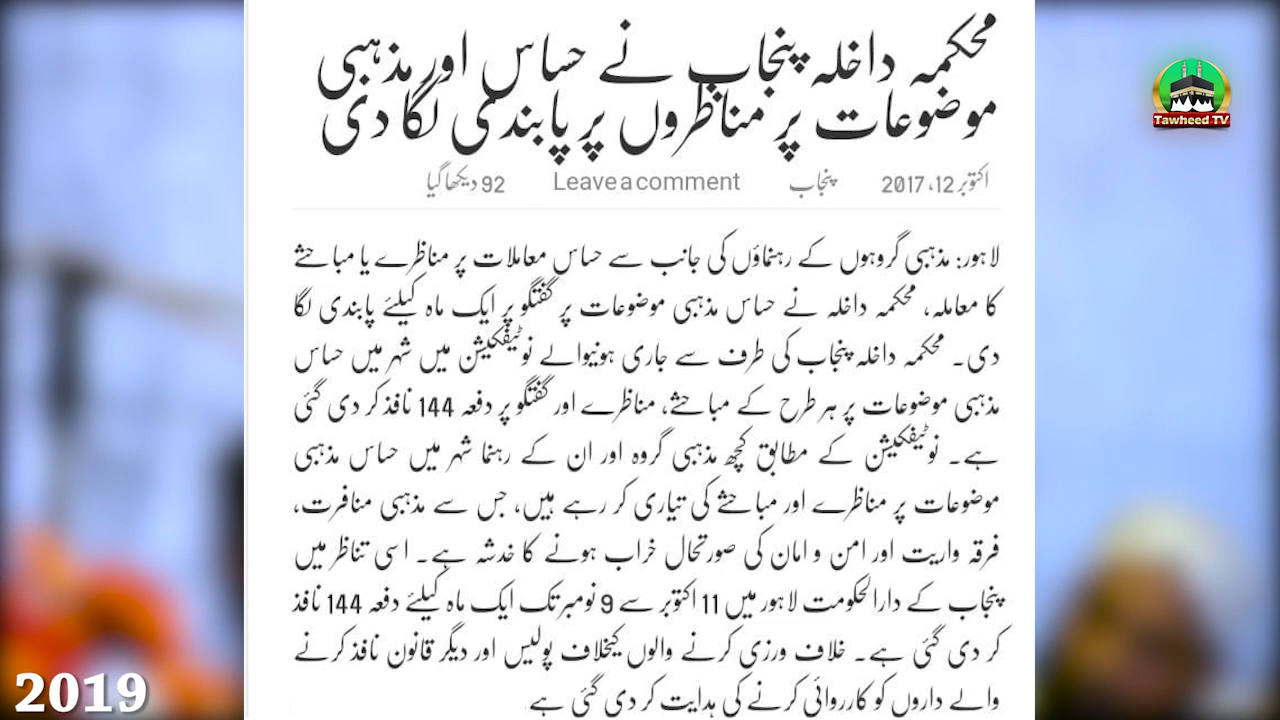 محکمہ داخلہ پنجاب نے حساس اور مذہبی
موضوعات پر مناظروں پر پابندی لگا دی
اکتوبر 12، 2017 پنجاب Leave a comment 92 دیکھا گیا
لاہور: مذہبی گروہوں کے رہنماؤں کی جانب سے حساس معاملات پر مناظرے یا مباحثے
کا معاملہ، محکمہ داخلہ نے حساس مذہبی موضوعات پر گفتگو پر ایک ماہ کیلئے پابندی لگا
دی۔ محکمہ داخلہ پنجاب کی طرف سے جاری ہونیوالے نوٹیفکیشن میں شہر میں حساس
مذہبی موضوعات پر ہر طرح کے مباحثے، مناظرے اور گفتگو پر دفعہ 144 نافذ کر دی گئی
ہے۔ نوٹیفکیشن کے مطابق کچھ مذہبی گروہ اور ان کے رہنما شہر میں حساس مذہبی
موضوعات پر مناظرے اور مباحثے کی تیاری کر رہے ہیں، جس سے مذہبی منافرت،
فرقہ واریت اور امن و امان کی صورتحال خراب ہونے کا خدشہ ہے۔ اسی تناظر میں
پنجاب کے دارالحکومت لاہور میں 11 اکتوبر سے 9 نومبر تک ایک ماہ کیلئے دفعہ 144 نافذ
کر دی گئی ہے۔ خلاف ورزی کرنے والوں کیخلاف پولیس اور دیگر قانون نافذ کرنے
والے داروں کو کارروائی کرنے کی ہدایت کر دی گئی ہے
Tawheed TV
2019